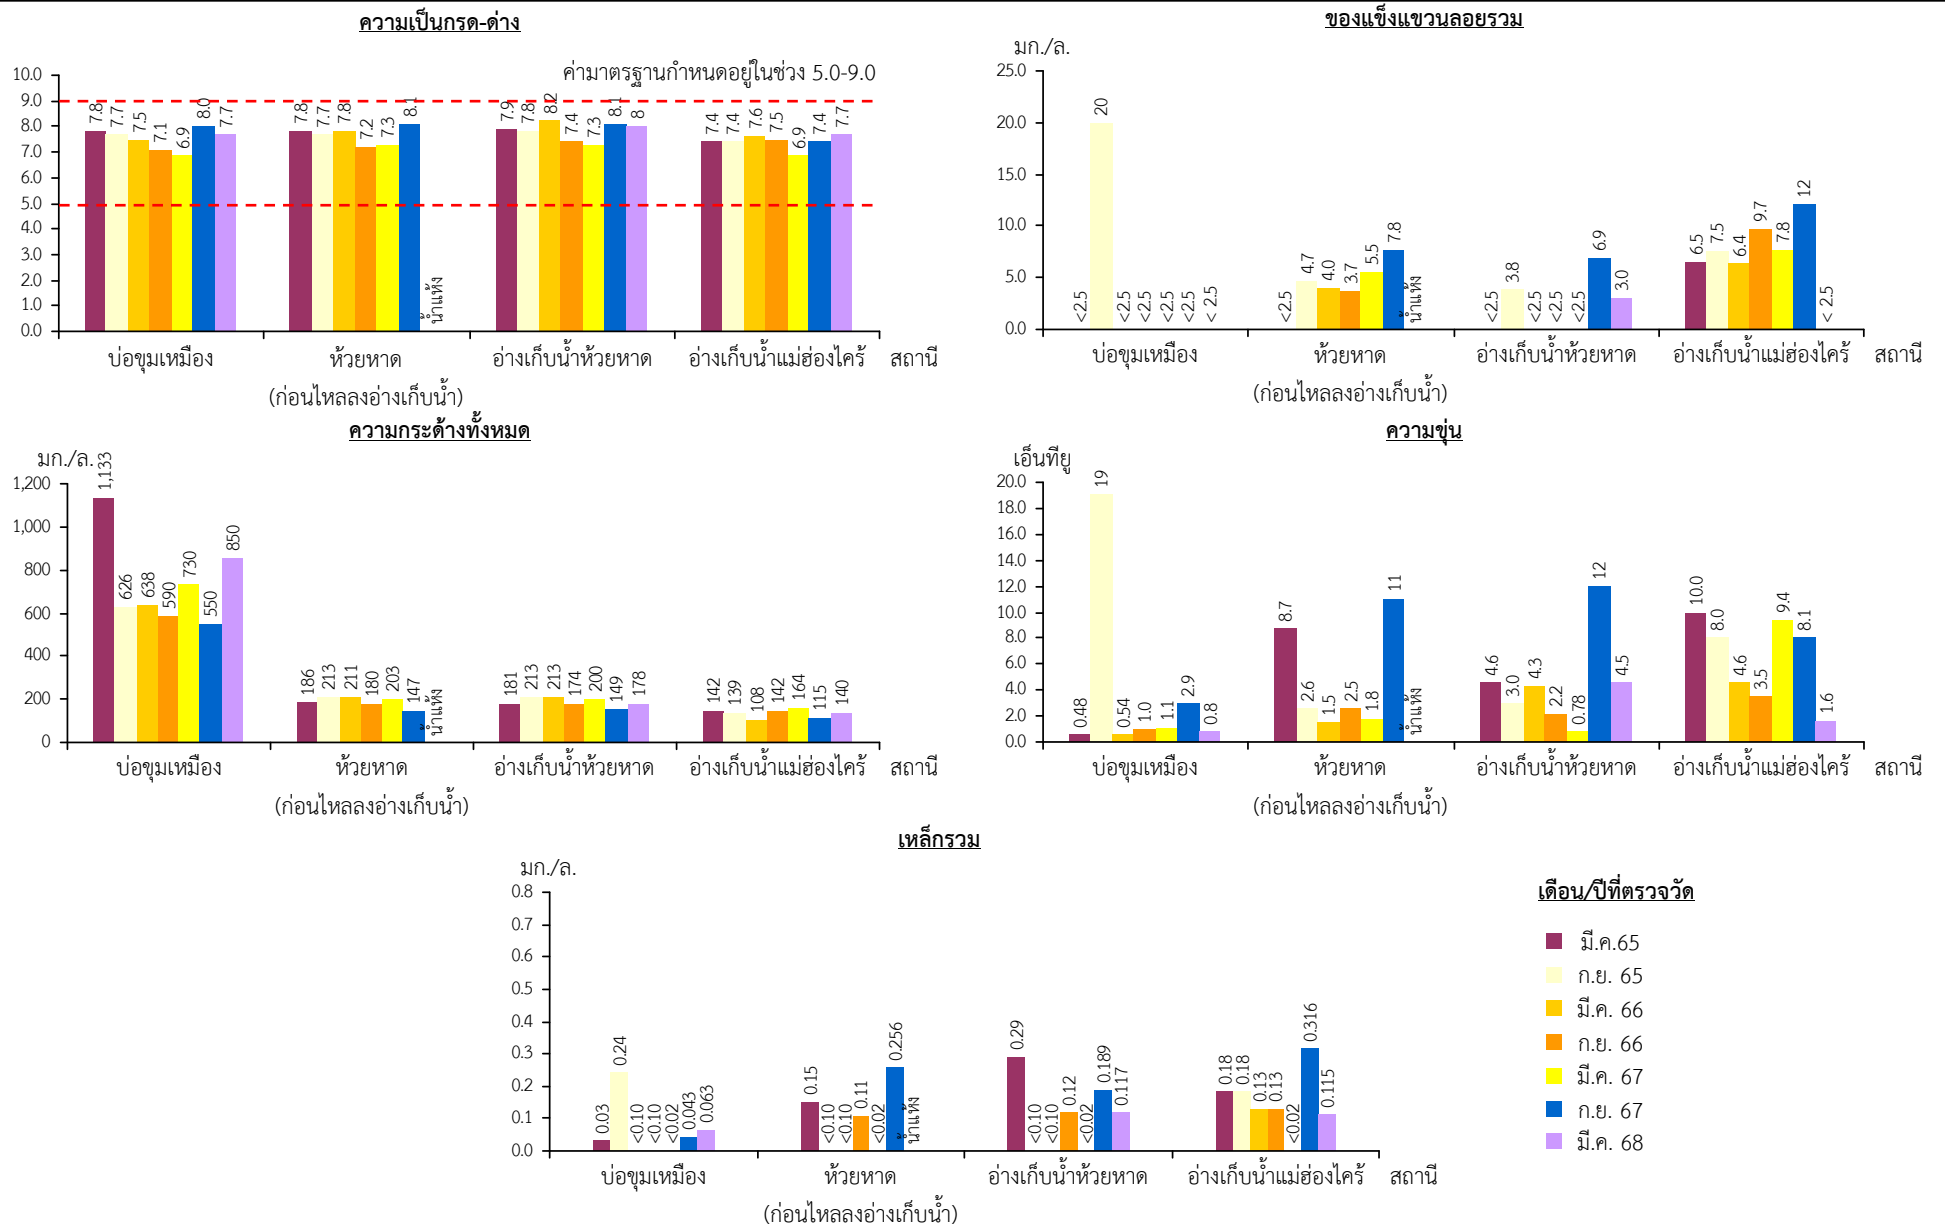 ความเป็นกรด-ด่าง
ค่ามาตรฐานกำหนดอยู่ในช่วง 5.0-9.0
10.0
9.0
8.0
7.0
6.0
5.0
4.0
3.0
2.0
1.0
0.0
7.8 7.7 7.5 7.1 6.9 8.0 7.7
7.8 7.7 7.8 7.2 7.3 8.1 น้ำแห้ง
7.9 7.8 8.2 7.4 7.3 8.1 8
7.4 7.4 7.6 7.5 6.9 7.4 7.7
บ่อขุมเหมือง ห้วยหาด อ่างเก็บน้ำห้วยหาด อ่างเก็บน้ำแม่ฮ่องไคร้ สถานี
(ก่อนไหลลงอ่างเก็บน้ำ)
ของแข็งแขวนลอยรวม
มก./ล.
25.0
20.0
15.0
10.0
5.0
0.0
<2.5 20 <2.5 <2.5 <2.5 <2.5 < 2.5
<2.5 4.7 4.0 3.7 5.5 7.8 น้ำแห้ง
<2.5 3.8 <2.5 <2.5 <2.5 6.9 3.0
6.5 7.5 6.4 9.7 7.8 12 < 2.5
บ่อขุมเหมือง ห้วยหาด อ่างเก็บน้ำห้วยหาด อ่างเก็บน้ำแม่ฮ่องไคร้ สถานี
(ก่อนไหลลงอ่างเก็บน้ำ)
ความกระด้างทั้งหมด
มก./ล.
1,200
1,000
800
600
400
200
0
1,133 626 638 590 730 550 850
186 213 211 180 203 147 น้ำแห้ง
181 213 213 174 200 149 178
142 139 108 142 164 115 140
บ่อขุมเหมือง ห้วยหาด อ่างเก็บน้ำห้วยหาด อ่างเก็บน้ำแม่ฮ่องไคร้ สถานี
(ก่อนไหลลงอ่างเก็บน้ำ)
ความขุ่น
เอ็นทียู
20.0
18.0
16.0
14.0
12.0
10.0
8.0
6.0
4.0
2.0
0.0
0.48 19 0.54 1.0 1.1 2.9 0.8
8.7 2.6 1.5 2.5 1.8 11 น้ำแห้ง
4.6 3.0 4.3 2.2 0.78 12 4.5
10.0 8.0 4.6 3.5 9.4 8.1 1.6
บ่อขุมเหมือง ห้วยหาด อ่างเก็บน้ำห้วยหาด อ่างเก็บน้ำแม่ฮ่องไคร้ สถานี
(ก่อนไหลลงอ่างเก็บน้ำ)
เหล็กรวม
มก./ล.
0.8
0.7
0.6
0.5
0.4
0.3
0.2
0.1
0.0
0.03 0.24 <0.10 <0.10 <0.02 0.043 0.063
0.15 <0.10 <0.10 0.11 <0.02 0.256 น้ำแห้ง
0.29 <0.10 <0.10 0.12 <0.02 0.189 0.117
0.18 0.18 0.13 0.13 <0.02 0.316 0.115
บ่อขุมเหมือง ห้วยหาด อ่างเก็บน้ำห้วยหาด อ่างเก็บน้ำแม่ฮ่องไคร้ สถานี
(ก่อนไหลลงอ่างเก็บน้ำ)
เดือน/ปีที่ตรวจวัด
มี.ค.65
ก.ย. 65
มี.ค. 66
ก.ย. 66
มี.ค. 67
ก.ย. 67
มี.ค. 68